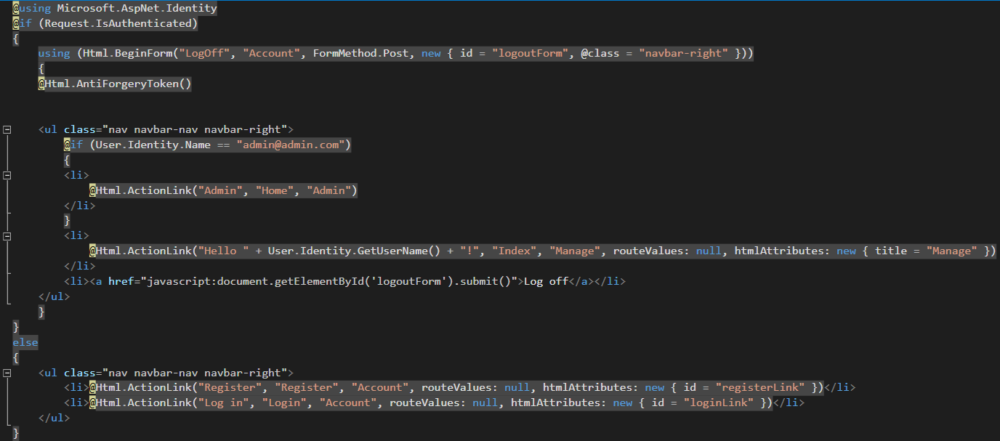 @using Microsoft.AspNet.Identity
@if (Request.IsAuthenticated)
{
    using (Html.BeginForm("LogOff", "Account", FormMethod.Post, new { id = "logoutForm", @class = "navbar-right" }))
    {
    @Html.AntiForgeryToken()
    <ul class="nav navbar-nav navbar-right">
        @if (User.Identity.Name == "admin@admin.com")
        {
        <li>
            @Html.ActionLink("Admin", "Home", "Admin")
        </li>
        }
        <li>
            @Html.ActionLink("Hello " + User.Identity.GetUserName() + "!", "Index", "Manage", routeValues: null, htmlAttributes: new { title = "Manage" })
        </li>
        <li><a href="javascript:document.getElementById('logoutForm').submit()">Log off</a></li>
    </ul>
    }
}
else
{
    <ul class="nav navbar-nav navbar-right">
        <li>@Html.ActionLink("Register", "Register", "Account", routeValues: null, htmlAttributes: new { id = "registerLink" })</li>
        <li>@Html.ActionLink("Log in", "Login", "Account", routeValues: null, htmlAttributes: new { id = "loginLink" })</li>
    </ul>
}